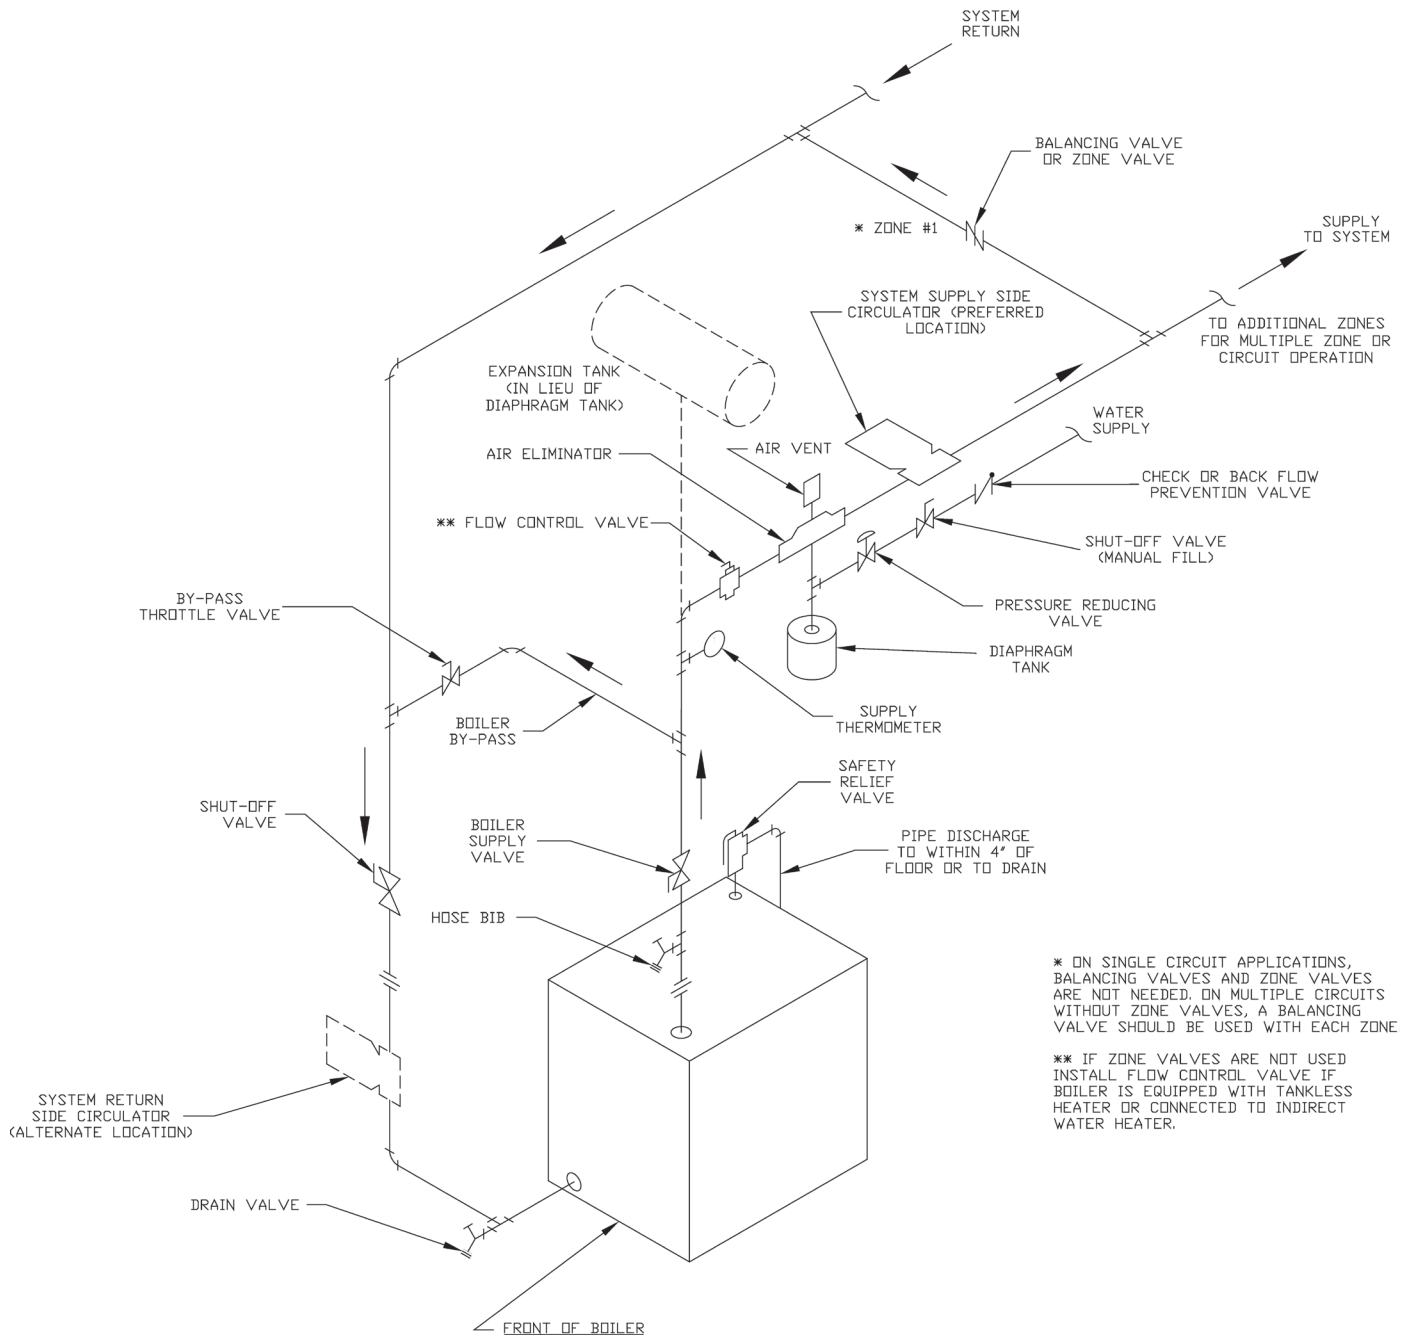 SYSTEM
RETURN
BALANCING VALVE
OR ZONE VALVE
* ZONE #1
SUPPLY
TO SYSTEM
SYSTEM SUPPLY SIDE
CIRCULATOR (PREFERRED
LOCATION)
TO ADDITIONAL ZONES
FOR MULTIPLE ZONE OR
CIRCUIT OPERATION
EXPANSION TANK
(IN LIEU OF
DIAPHRAGM TANK)
WATER
SUPPLY
AIR ELIMINATOR
AIR VENT
CHECK OR BACK FLOW
PREVENTION VALVE
** FLOW CONTROL VALVE
SHUT-OFF VALVE
(MANUAL FILL)
BY-PASS
THROTTLE VALVE
PRESSURE REDUCING
VALVE
DIAPHRAGM
TANK
BOILER
BY-PASS
SUPPLY
THERMOMETER
SAFETY
RELIEF
VALVE
SHUT-OFF
VALVE
BOILER
SUPPLY
VALVE
PIPE DISCHARGE
TO WITHIN 4" OF
FLOOR OR TO DRAIN
HOSE BIB
* ON SINGLE CIRCUIT APPLICATIONS,
BALANCING VALVES AND ZONE VALVES
ARE NOT NEEDED. ON MULTIPLE CIRCUITS
WITHOUT ZONE VALVES, A BALANCING
VALVE SHOULD BE USED WITH EACH ZONE
** IF ZONE VALVES ARE NOT USED
INSTALL FLOW CONTROL VALVE IF
BOILER IS EQUIPPED WITH TANKLESS
HEATER OR CONNECTED TO INDIRECT
WATER HEATER.
SYSTEM RETURN
SIDE CIRCULATOR
(ALTERNATE LOCATION)
DRAIN VALVE
FRONT OF BOILER